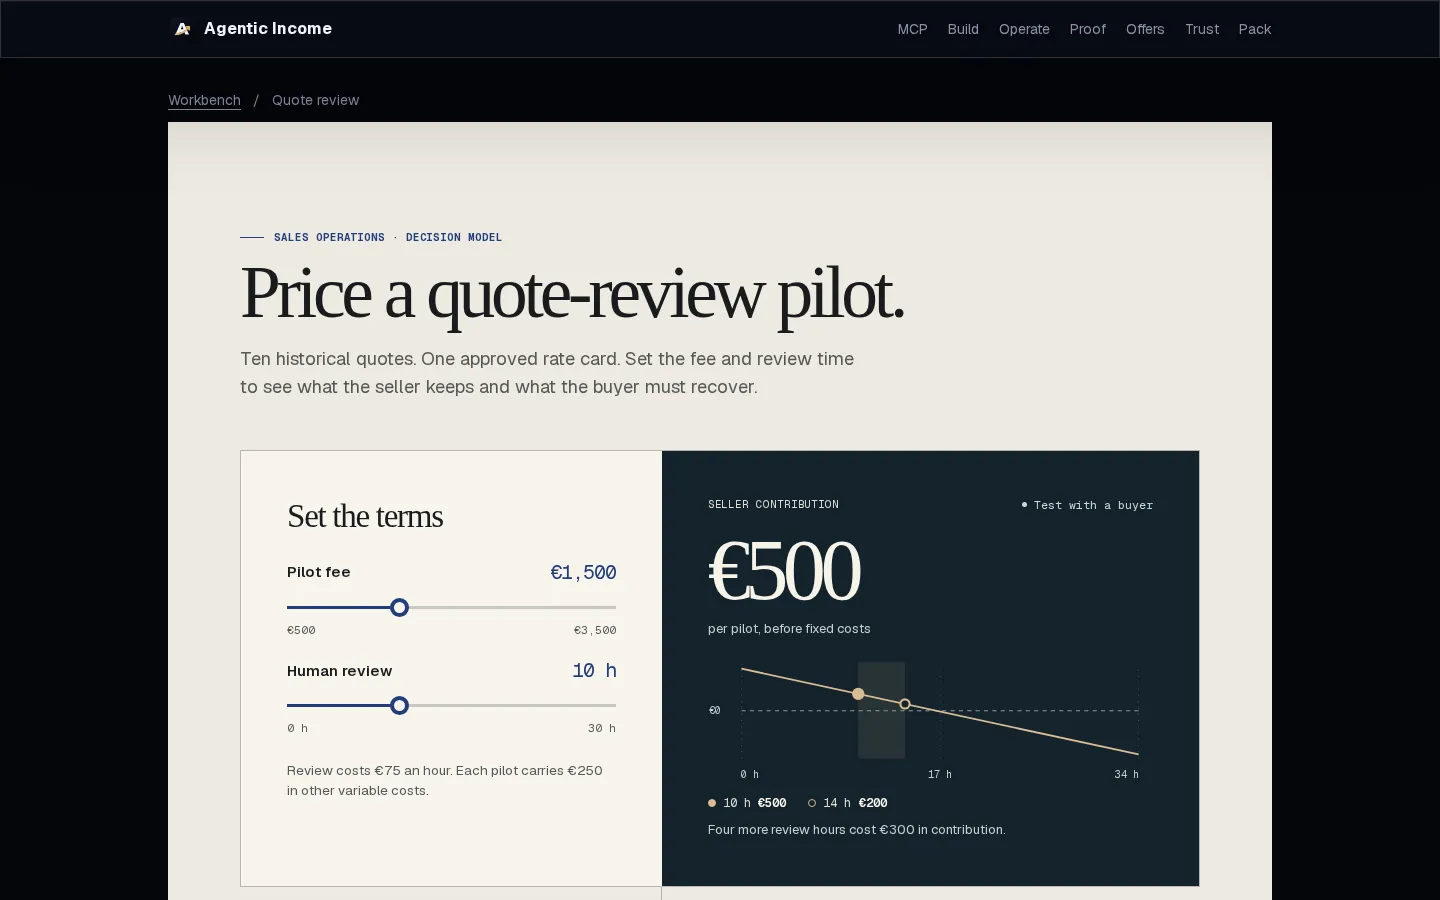 Agentic Income
MCP Build Operate Proof Offers Trust Pack
Workbench / Quote review
SALES OPERATIONS · DECISION MODEL
Price a quote-review pilot.
Ten historical quotes. One approved rate card. Set the fee and review time
to see what the seller keeps and what the buyer must recover.
Set the terms
Pilot fee €1,500
€500 €3,500
Human review 10 h
0 h 30 h
Review costs €75 an hour. Each pilot carries €250
in other variable costs.
SELLER CONTRIBUTION
Test with a buyer
€500
per pilot, before fixed costs
€0
0 h 17 h 34 h
10 h €500 14 h €200
Four more review hours cost €300 in contribution.